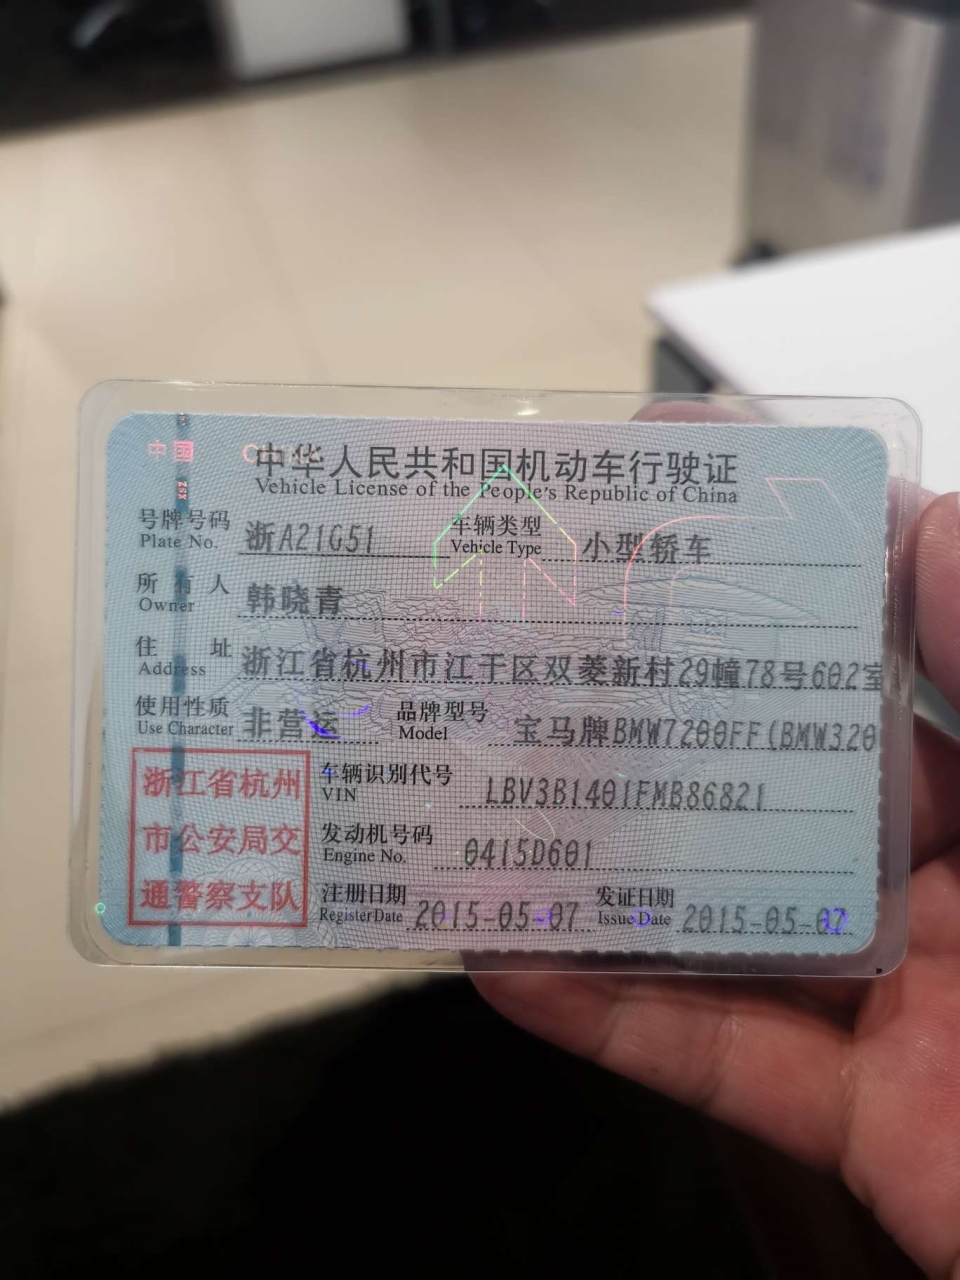 中国 CHINA
中华人民共和国机动车行驶证
Vehicle License of the People's Republic of China
号牌号码 浙A21G51 车辆类型 小型轿车
Plate No. Vehicle Type
所有人 韩晓青
Owner
住址 浙江省杭州市江干区双菱新村29幢78号602室
Address
使用性质 非营运 品牌型号 宝马牌BMW7200FF(BMW320
Use Character Model
浙江省杭州
市公安局交
通警察支队
车辆识别代号 LBV3B1401FMB86821
VIN
发动机号码 0415D601
Engine No.
注册日期 2015-05-07 发证日期 2015-05-07
Register Date Issue Date